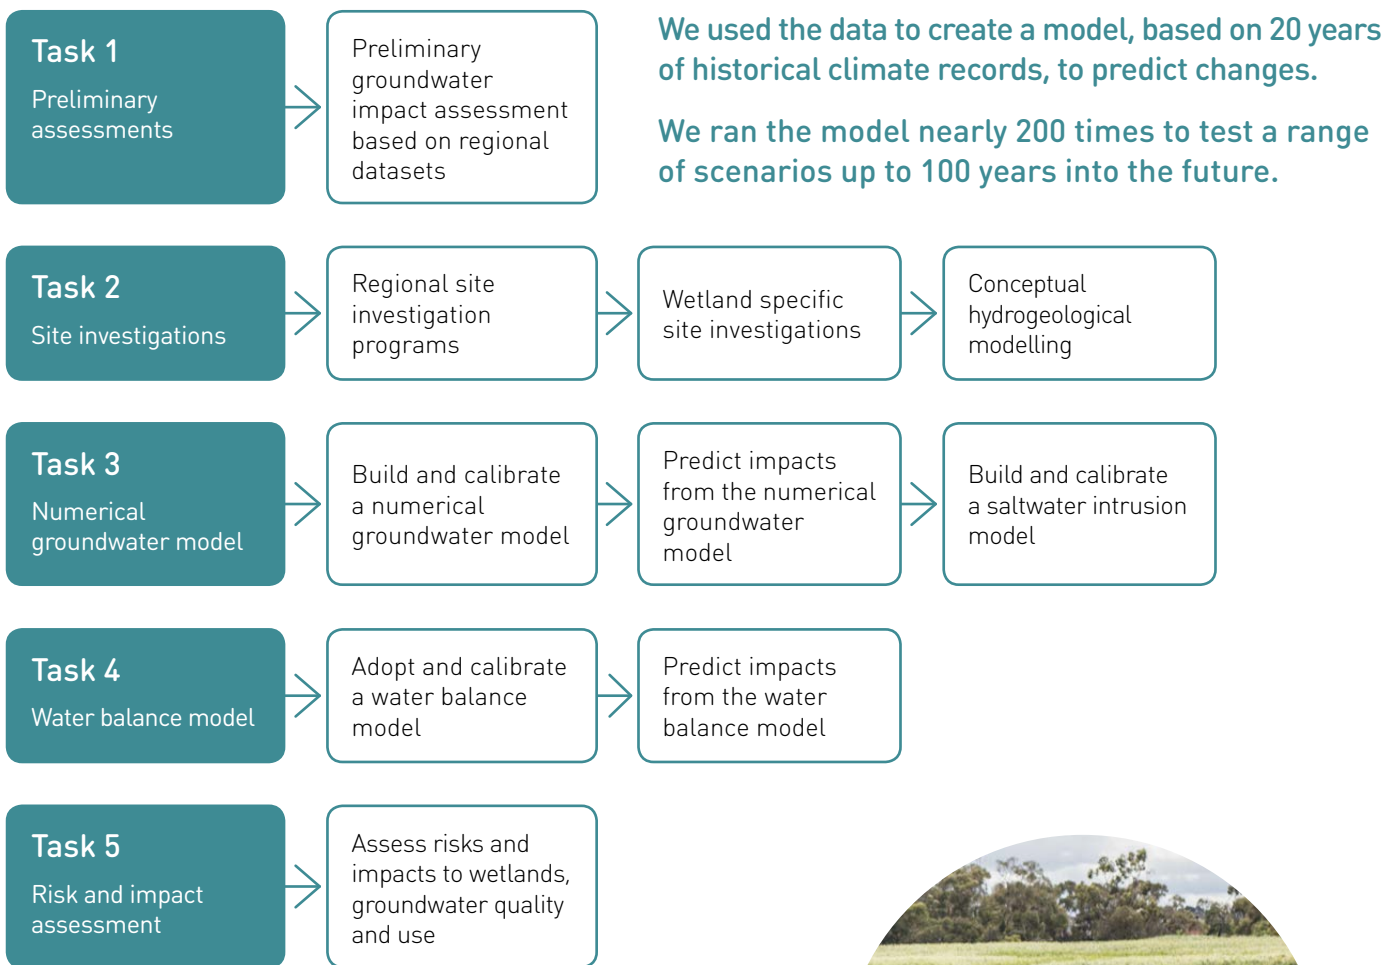 Task 1
Preliminary
assessments
Preliminary
groundwater
impact assessment
based on regional
datasets
We used the data to create a model, based on 20 years
of historical climate records, to predict changes.
We ran the model nearly 200 times to test a range
of scenarios up to 100 years into the future.
Task 2
Site investigations
Regional site
investigation
programs
Wetland specific
site investigations
Conceptual
hydrogeological
modelling
Task 3
Numerical
groundwater model
Build and calibrate
a numerical
groundwater model
Predict impacts
from the numerical
groundwater
model
Build and calibrate
a saltwater intrusion
model
Task 4
Water balance model
Adopt and calibrate
a water balance
model
Predict impacts
from the water
balance model
Task 5
Risk and impact
assessment
Assess risks and
impacts to wetlands,
groundwater quality
and use